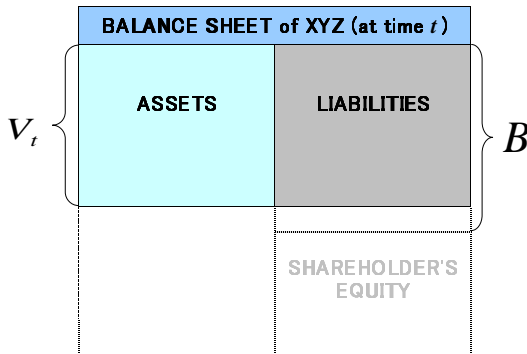 BALANCE SHEET of XYZ (at time t)
ASSETS
LIABILITIES
V_t
B
SHAREHOLDER'S
EQUITY